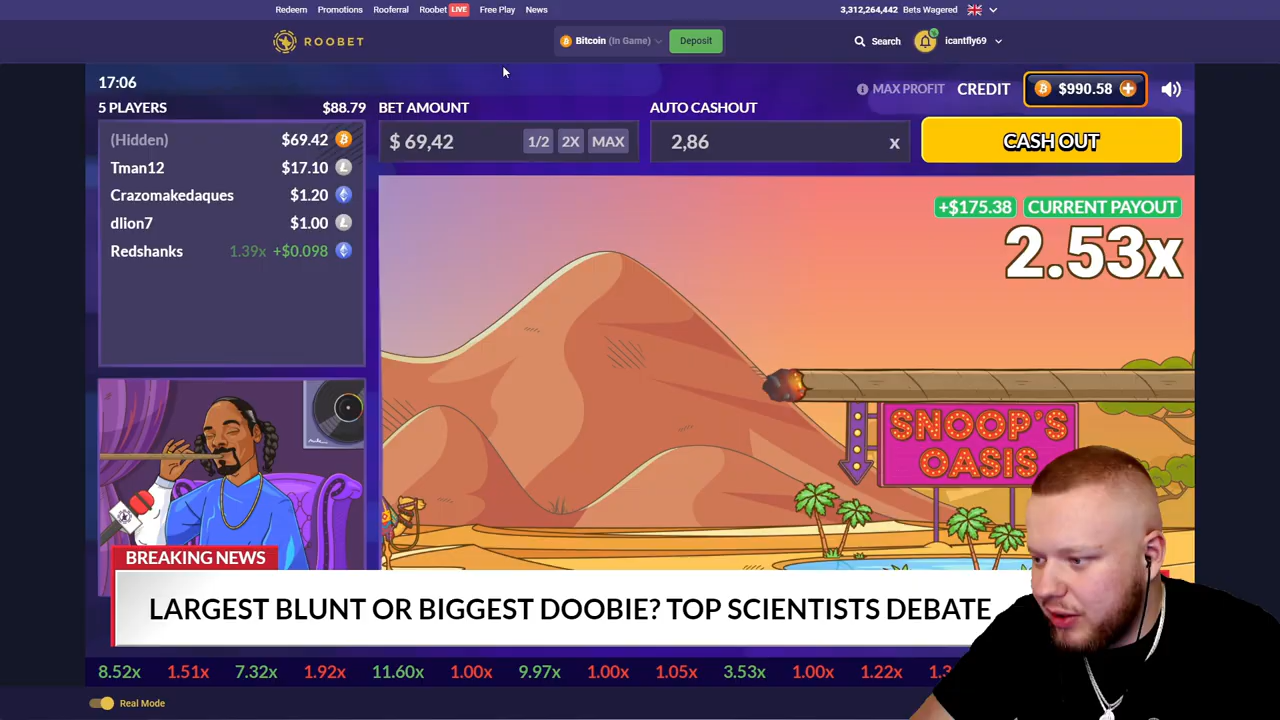 Redeem Promotions Rooferral Roobet LIVE Free Play News 3,312,264,442 Bets Wagered
ROOBET Bitcoin (In Game) Deposit Search icantfly69
17:06 MAX PROFIT CREDIT $990.58
5 PLAYERS $88.79 BET AMOUNT AUTO CASHOUT
(Hidden) $69.42 $ 69,42 1/2 2X MAX 2,86 x CASH OUT
Tman12 $17.10
Crazomakedaques $1.20
dlion7 $1.00
Redshanks 1.39x +$0.098
+$175.38 CURRENT PAYOUT
2.53x
SNOOP'S
OASIS
BREAKING NEWS
LARGEST BLUNT OR BIGGEST DOOBIE? TOP SCIENTISTS DEBATE
8.52x 1.51x 7.32x 1.92x 11.60x 1.00x 9.97x 1.00x 1.05x 3.53x 1.00x 1.22x
Real Mode